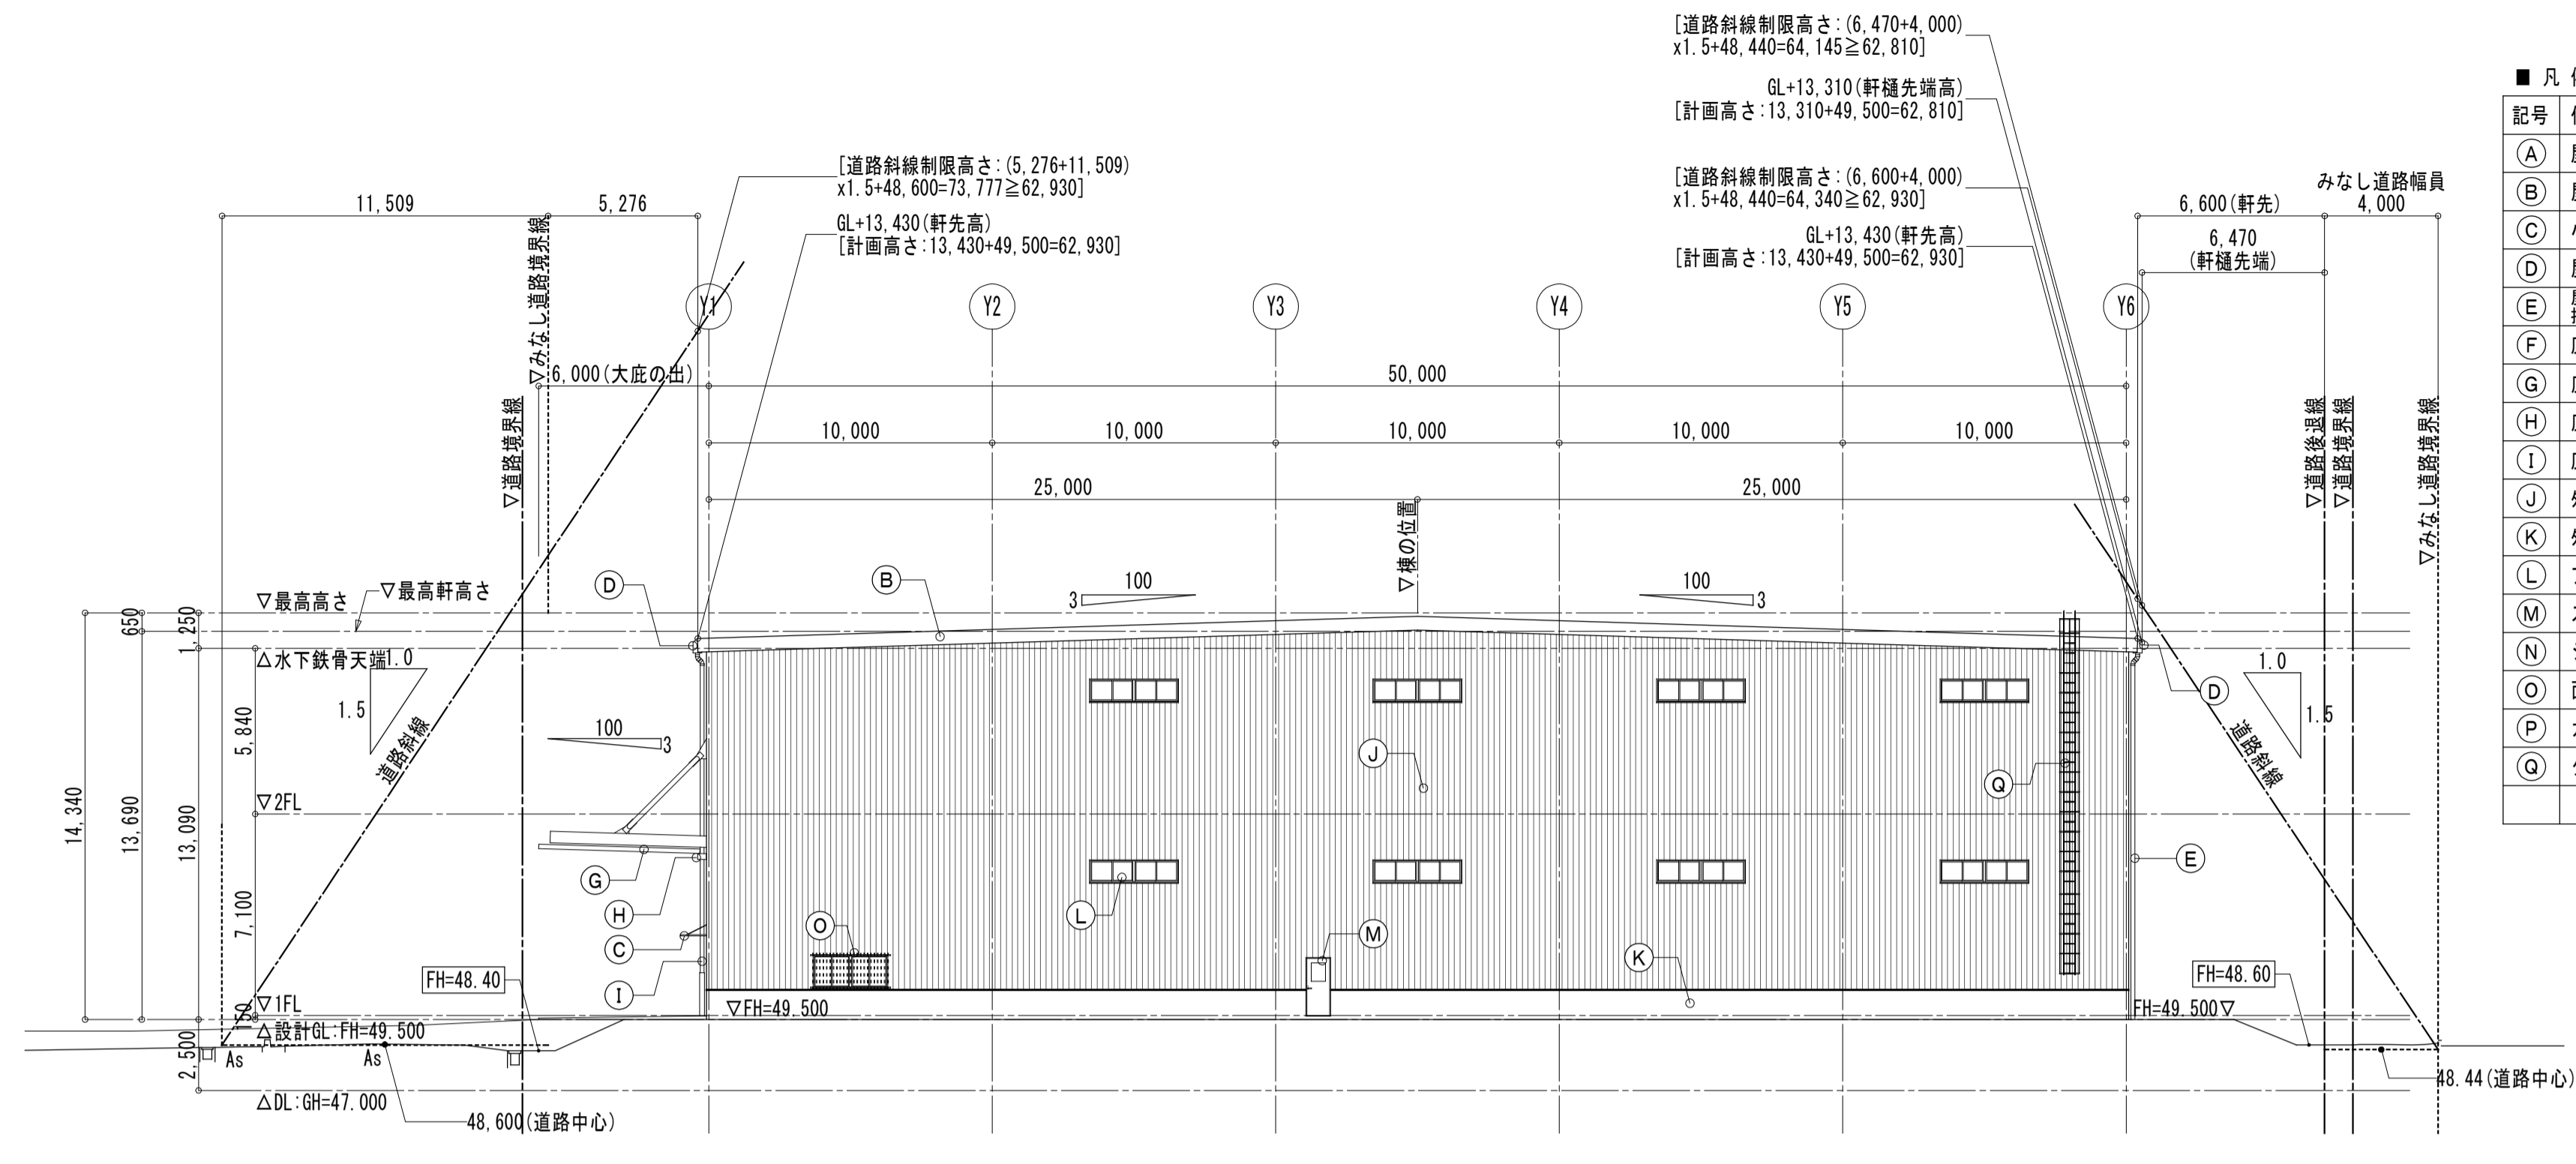 [道路斜線制限高さ:(6,470+4,000)
x1.5+48,440=64,145≧62,810]
GL+13,310(軒樋先端高)
[計画高さ:13,310+49,500=62,810]
[道路斜線制限高さ:(6,600+4,000)
x1.5+48,440=64,340≧62,930]
GL+13,430(軒先高)
[計画高さ:13,430+49,500=62,930]
[道路斜線制限高さ:(5,276+11,509)
x1.5+48,600=73,777≧62,930]
GL+13,430(軒先高)
[計画高さ:13,430+49,500=62,930]
■ 凡
記号
A
B
C
D
E
F
G
H
I
J
K
L
M
N
O
P
Q
みなし道路幅員
4,000
6,600(軒先)
6,470
(軒樋先端)
11,509
5,276
▽みなし道路境界線
▽道路境界線
Y1
Y2
Y3
Y4
Y5
Y6
6,000(大庇の出)
50,000
10,000
10,000
10,000
10,000
10,000
25,000
25,000
▽棟の位置
▽道路後退線
▽道路境界線
▽みなし道路境界線
▽最高高さ
▽最高軒高さ
650
1,250
△水下鉄骨天端
1.0
1.5
道路斜線
D
B
100
3
100
3
100
3
5,840
14,340
13,690
13,090
▽2FL
7,100
G
H
C
I
O
L
J
M
K
Q
E
D
1.0
1.5
道路斜線
FH=48.40
FH=48.60
▽1FL
150
▽FH=49,500
FH=49.500▽
△設計GL:FH=49,500
2,500
As
As
△DL:GH=47.000
48,600(道路中心)
48.44(道路中心)